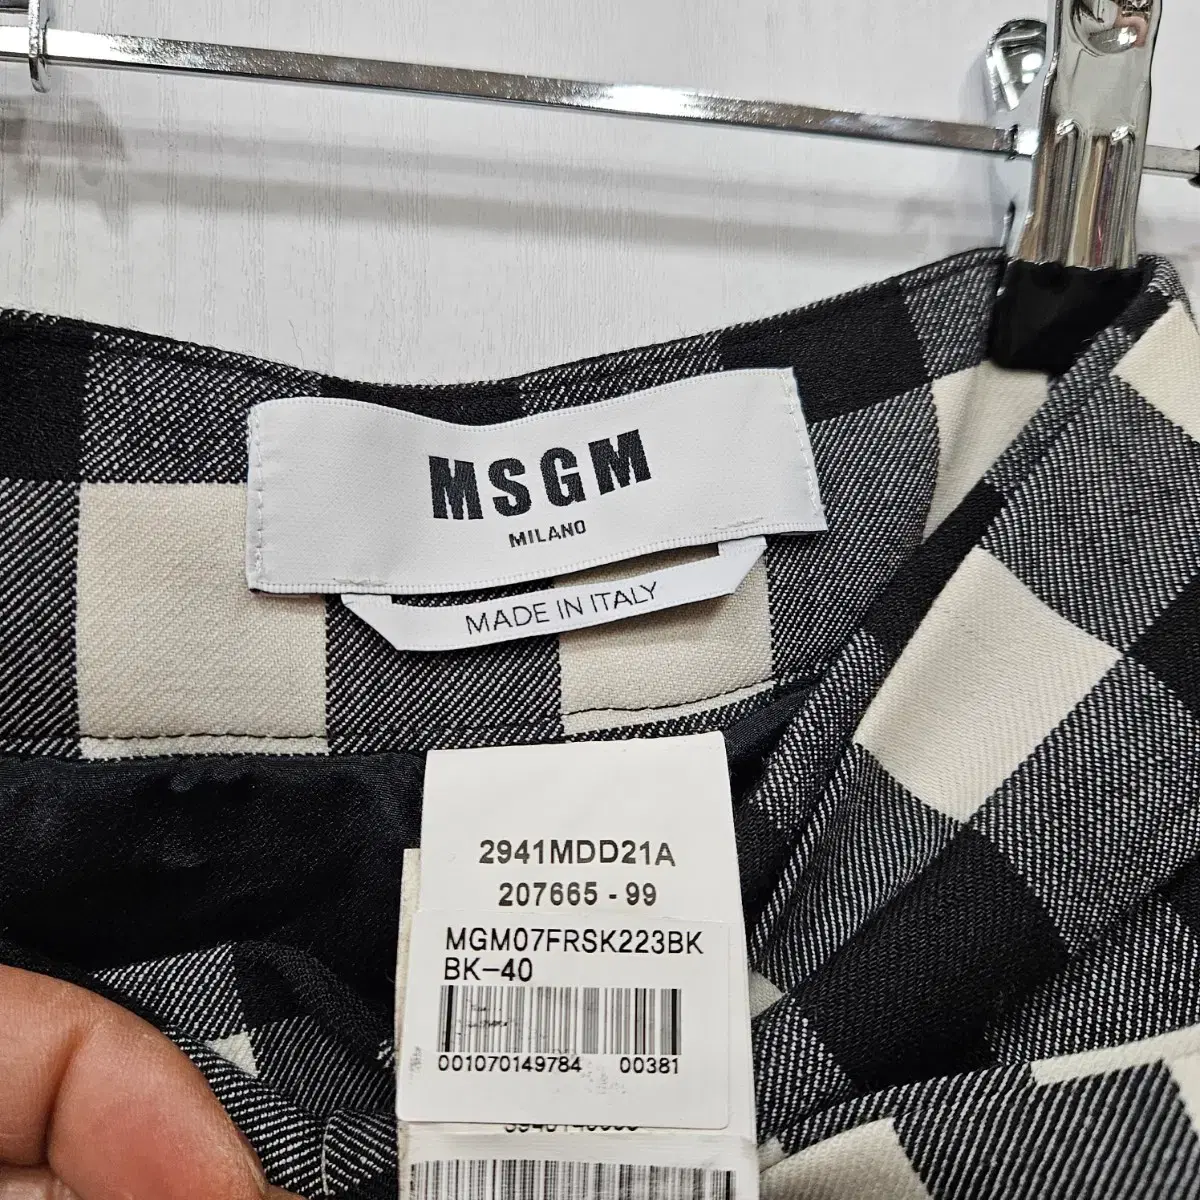 MSGM
MILANO
MADE IN ITALY
2941MDD21A
207665 - 99
MGM07FRSK223BK
BK-40
001070149784 00381